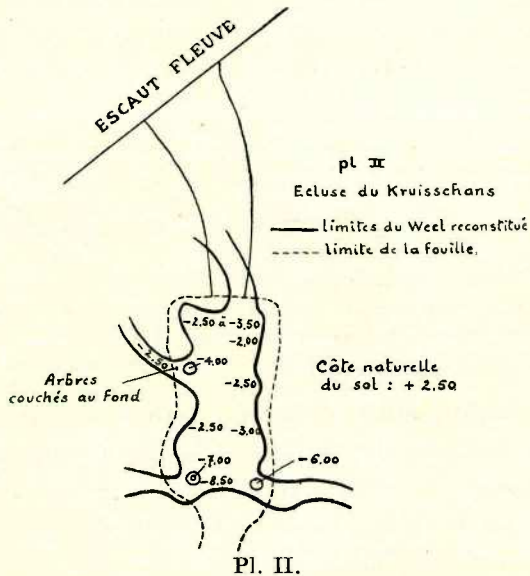 ESCAUT FLEUVE
pl II
Ecluse du Kruisschans
limites du Weel reconstitué
limite de la fouille.
-2,50 à -3,50
-2,00
-2,50
-4,00
Arbres
couchés au Fond
-2,50
Côte naturelle
du sol : + 2,50
-2,50
-3,00
-7,00
-8,50
-6,00
Pl. II.